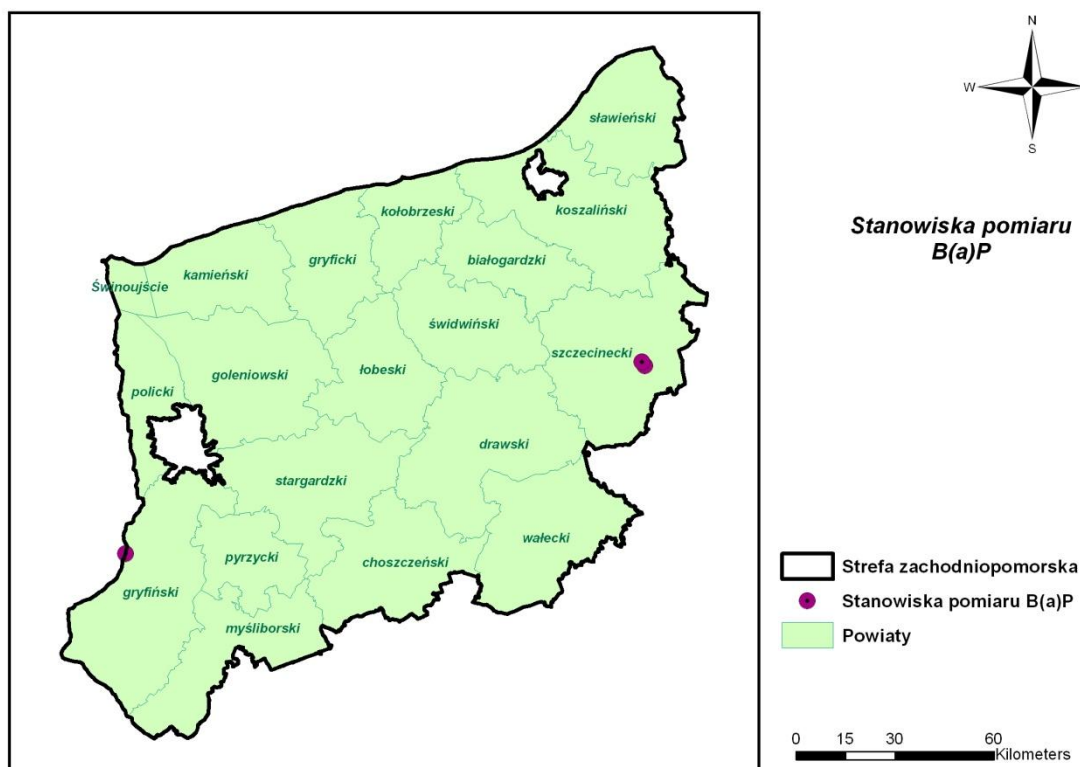 N
W
S
Stanowiska pomiaru
B(a)P
sławieński
koszaliński
kołobrzeski
białogardzki
gryficki
kamieński
Świnoujście
świdwiński
szczecinecki
łobeski
goleniowski
policki
drawski
stargardzki
wałecki
choszczeński
pyrzycki
gryfiński
myśliborski
Strefa zachodniopomorska
Stanowiska pomiaru B(a)P
Powiaty
0 15 30 60
Kilometers